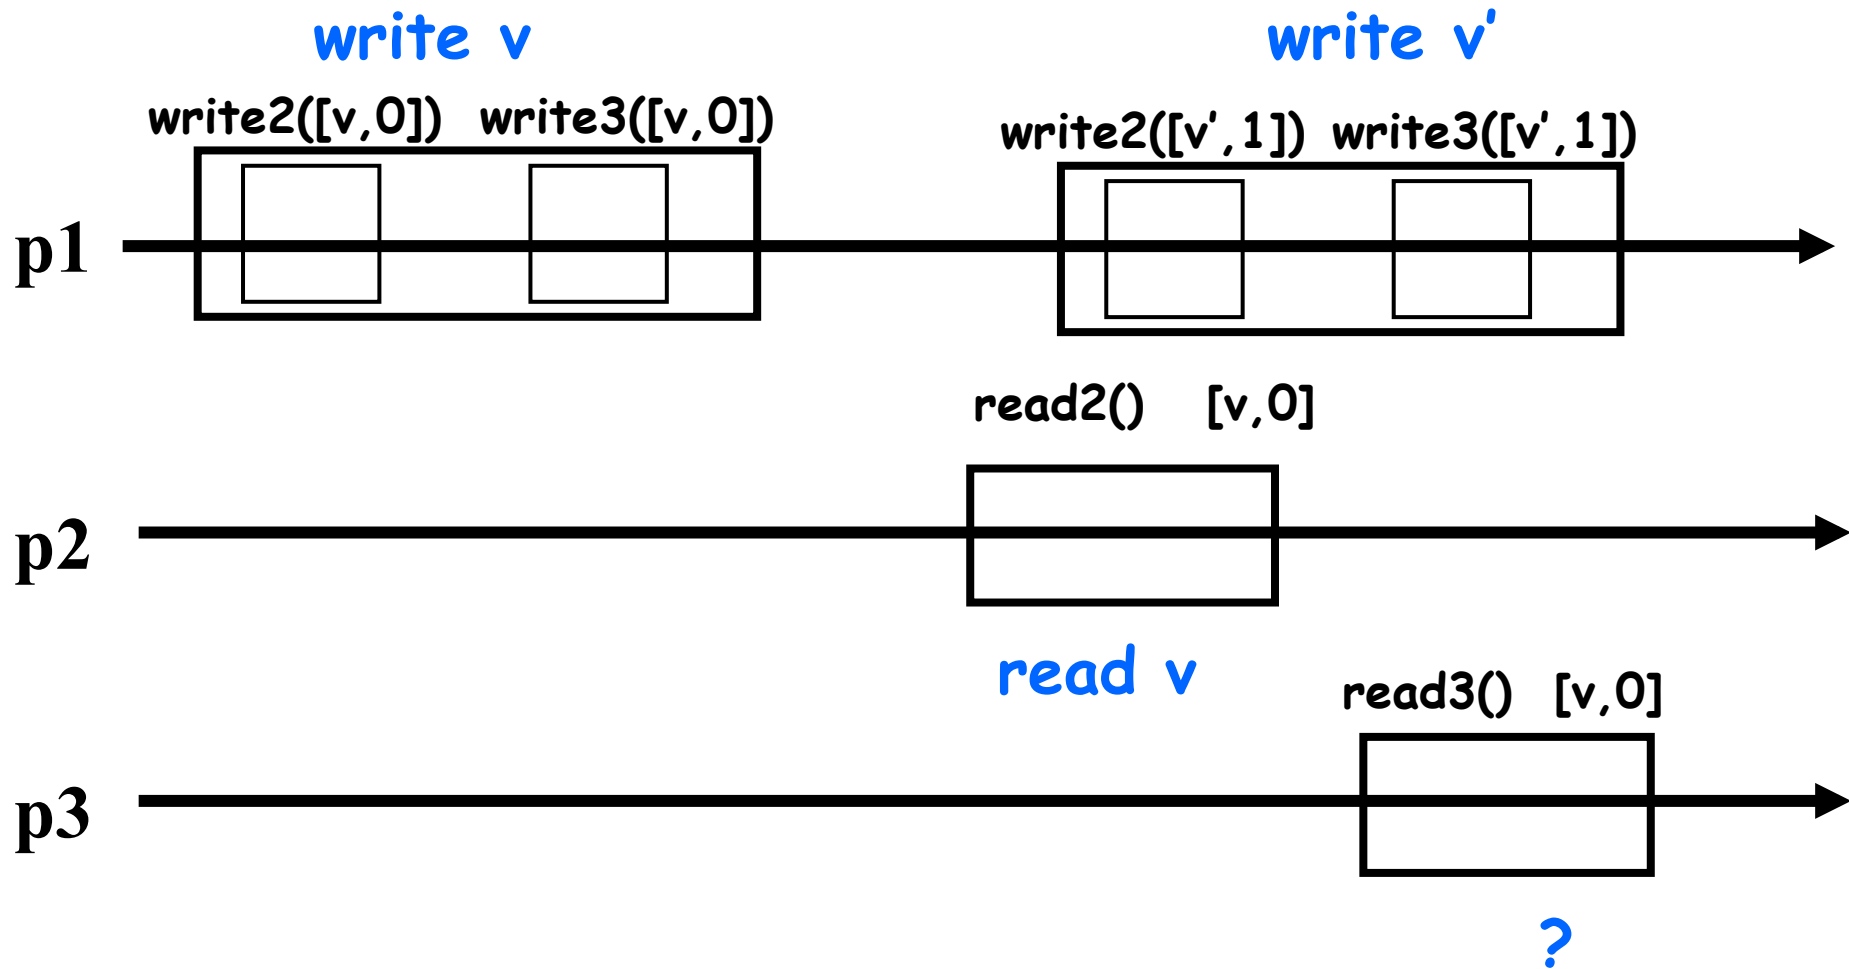 write v write v'
write2([v,0]) write3([v,0]) write2([v',1]) write3([v',1])
p1
read2() [v,0]
p2
read v
read3() [v,0]
p3
?